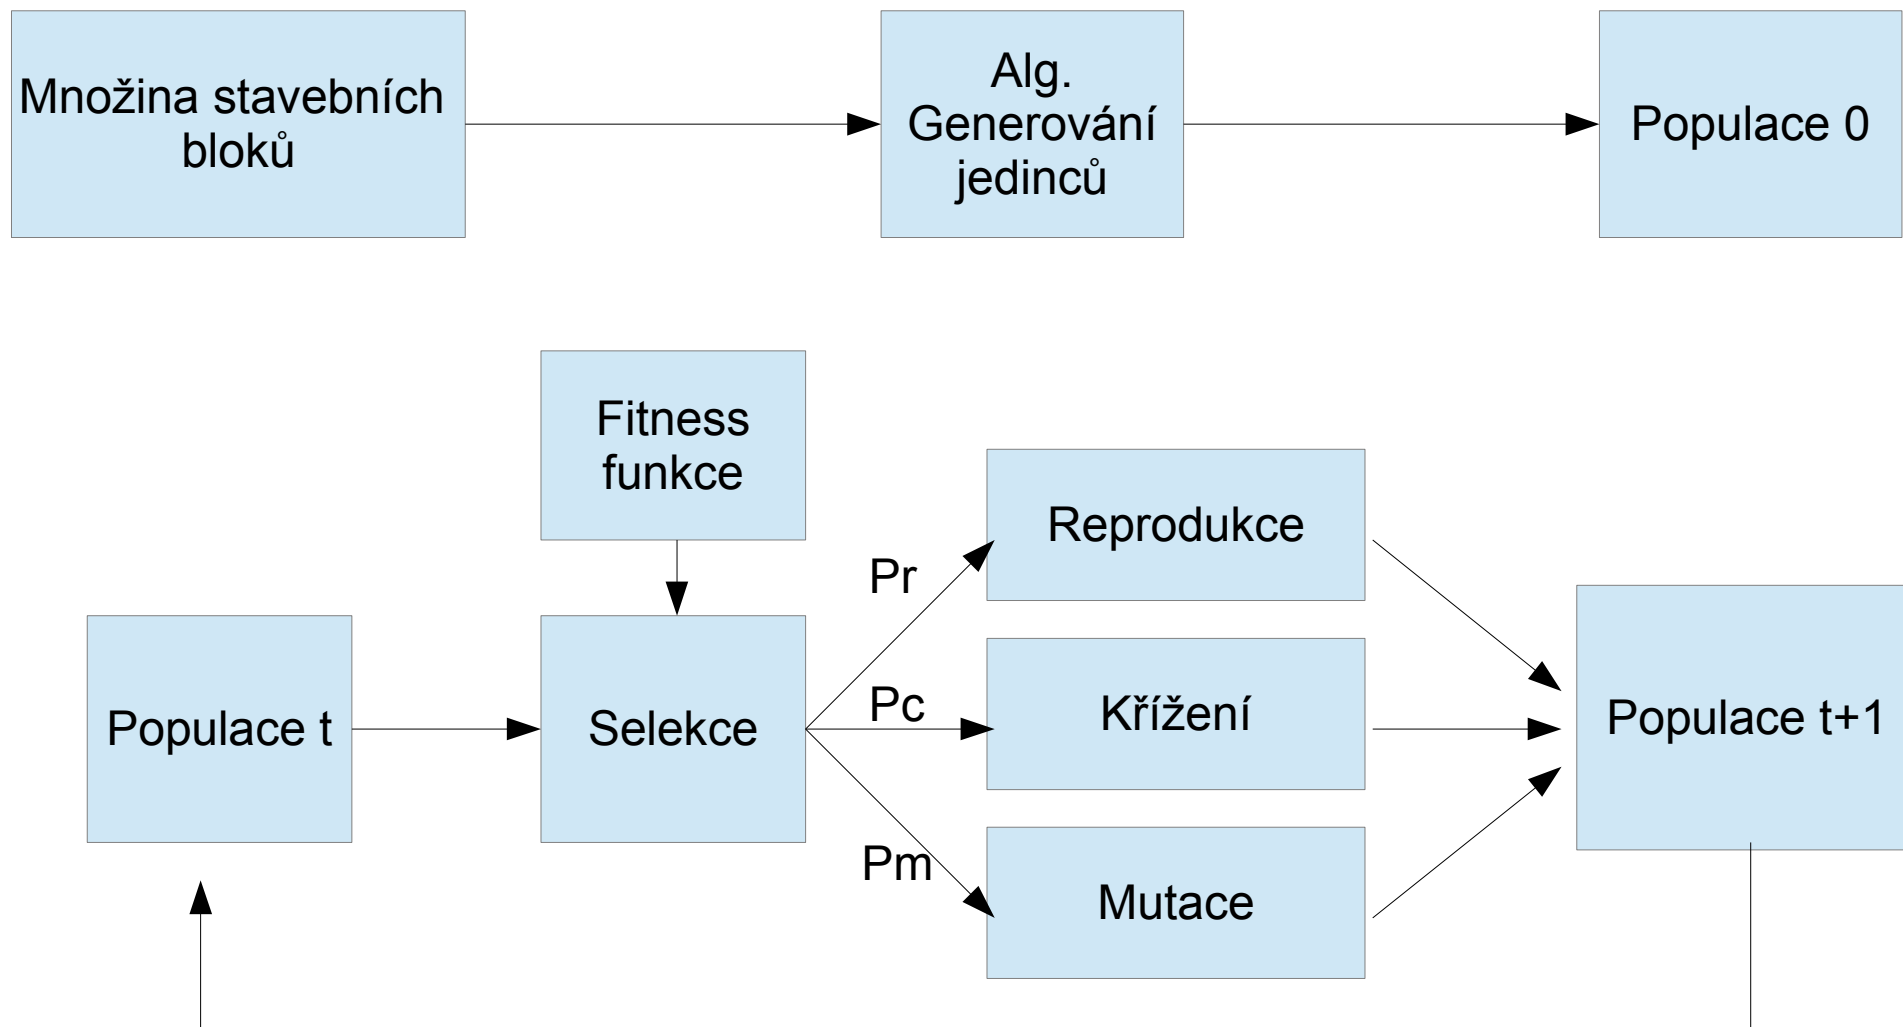 Množina stavebních
bloků
Alg.
Generování
jedinců
Populace 0
Fitness
funkce
Populace t
Selekce
Pr
Pc
Pm
Reprodukce
Křížení
Mutace
Populace t+1